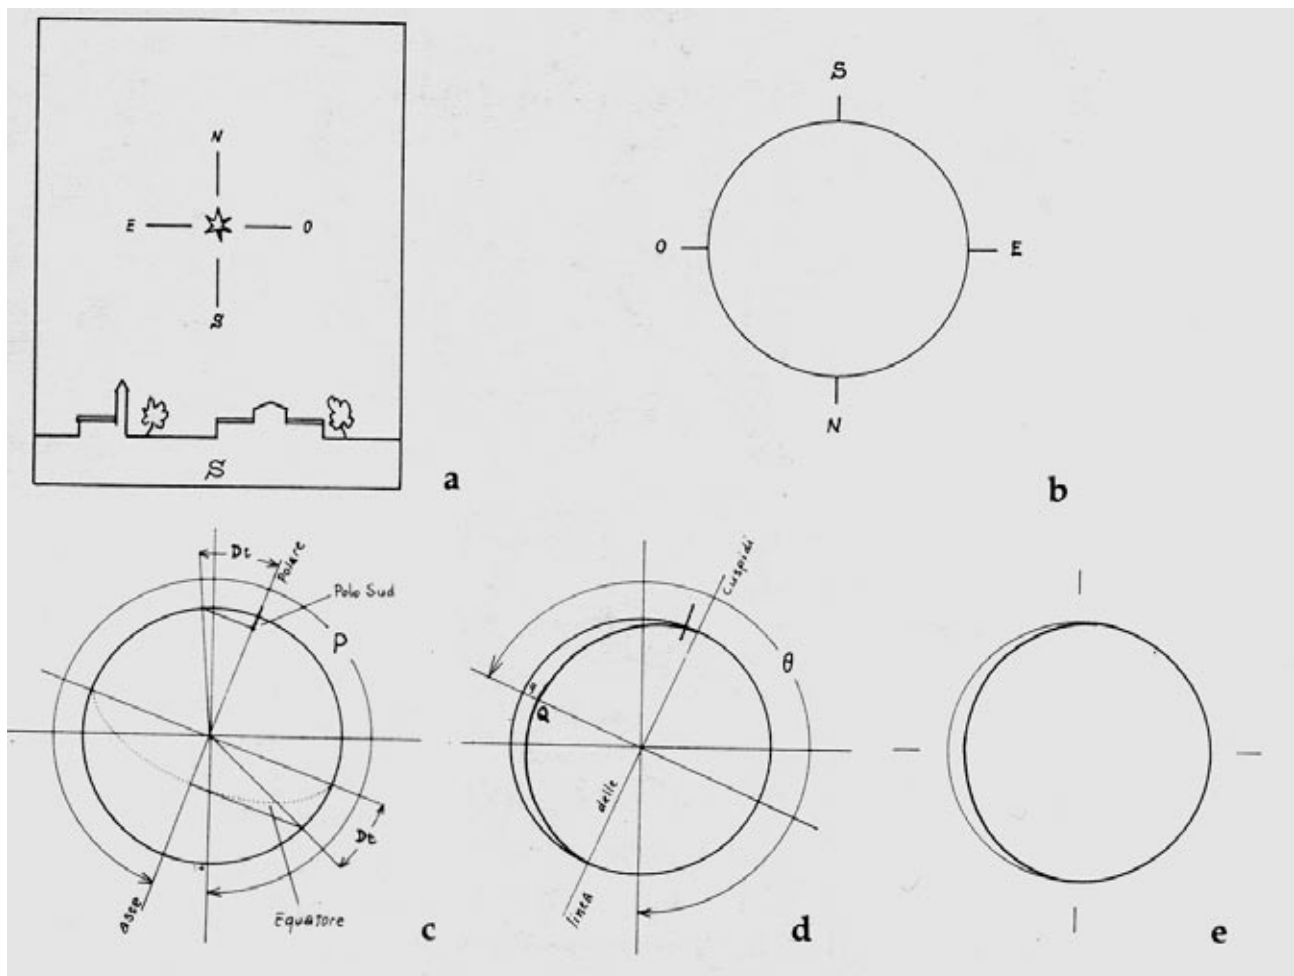 N
E
O
S
S
a
S
O
E
N
b
Dt
Polare
Polo Sud
P
Dt
asse
Equatore
c
cuspidi
θ
q
Q
delle
linea
d
e